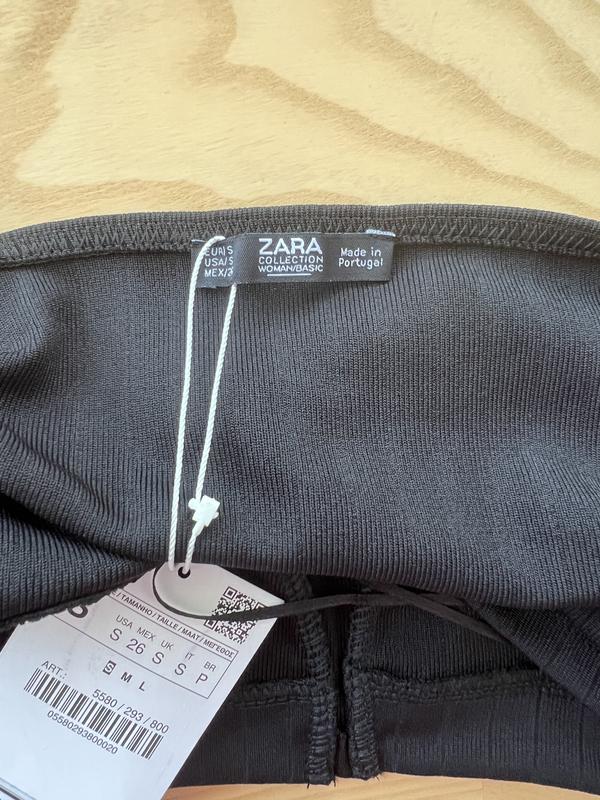 EUR/S
USA/S
MEX/2
ZARA
COLLECTION
WOMAN/BASIC
Made in
Portugal
/TAMANHO/TAILLE/MAAT/ΜΕΓΕΘΟΣ
USA MEX UK IT BR
S 26 S S P
S M L
ART.:
5580/293/800
05580293800020